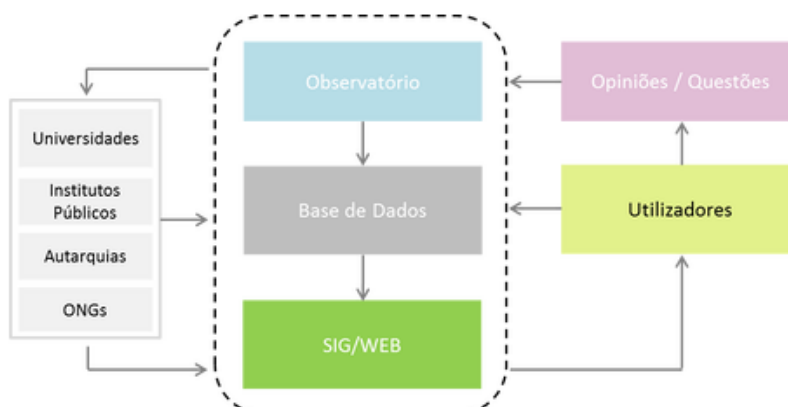 Observatório
Opiniões / Questões
Universidades
Institutos
Públicos
Base de Dados
Utilizadores
Autarquias
ONGs
SIG/WEB